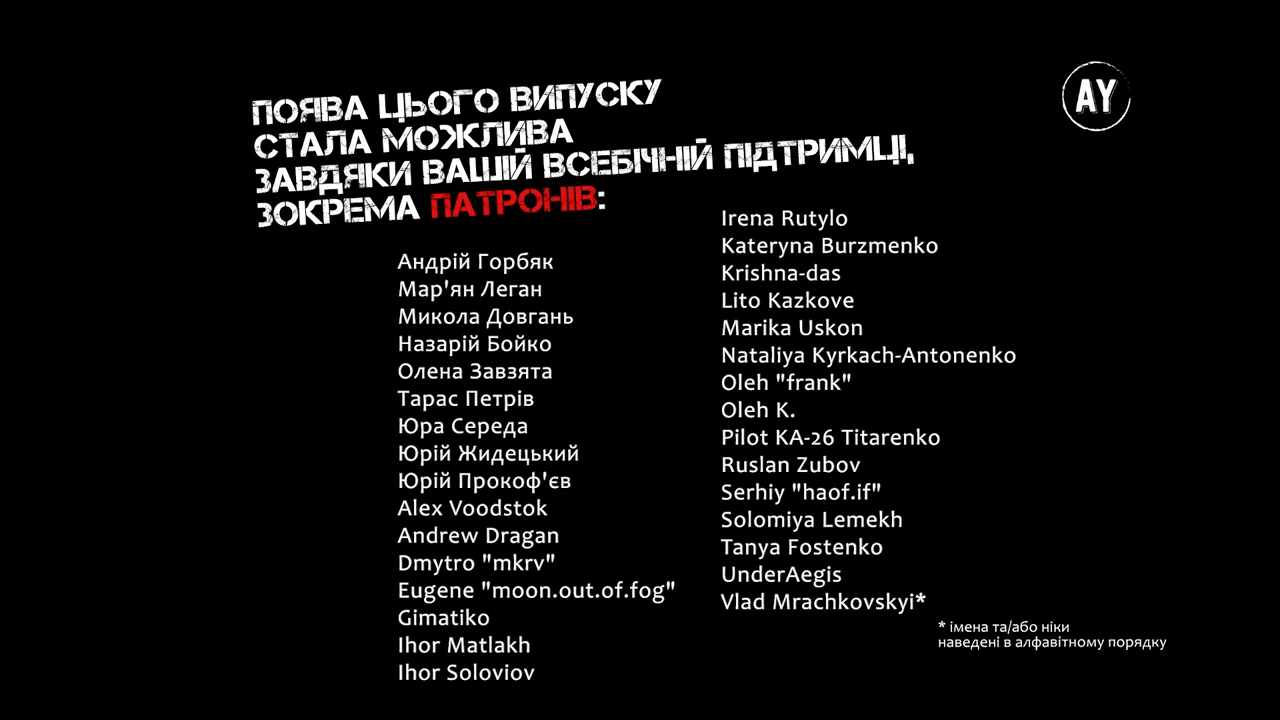 ПОЯВА ЦЬОГО ВИПУСКУ
СТАЛА МОЖЛИВА
ЗАВДЯКИ ВАШІЙ ВСЕБІЧНІЙ ПІДТРИМЦІ,
ЗОКРЕМА ПАТРОНІВ:
Андрій Горбяк
Мар'ян Леган
Микола Довгань
Назарій Бойко
Олена Завзята
Тарас Петрів
Юра Середа
Юрій Жидецький
Юрій Прокоф'єв
Alex Voodstok
Andrew Dragan
Dmytro "mkrv"
Eugene "moon.out.of.fog"
Gimatiko
Ihor Matlakh
Ihor Soloviov
Irena Rutylo
Kateryna Burzmenko
Krishna-das
Lito Kazkove
Marika Uskon
Nataliya Kyrkach-Antonenko
Oleh "frank"
Oleh K.
Pilot KA-26 Titarenko
Ruslan Zubov
Serhiy "haof.if"
Solomiya Lemekh
Tanya Fostenko
UnderAegis
Vlad Mrachkovskyi*
* імена та/або ніки
наведені в алфавітному порядку
AY